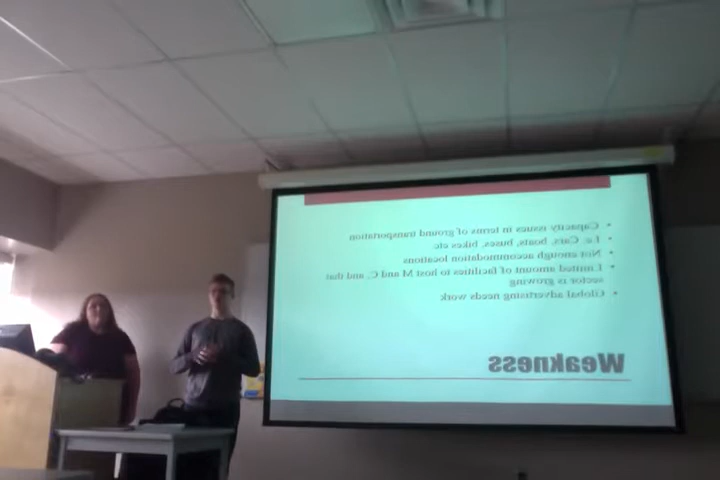 Capacity issues in terms of ground transportation
I.e. Cars, boats, buses, bikes etc
Not enough accommodation locations
Limited amount of facilities to host M and C, and that
sector is growing
Global advertising needs work
Weakness